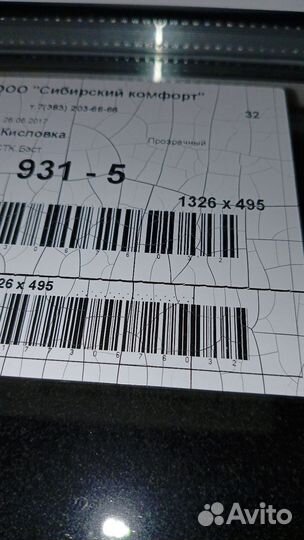 ООО "Сибирский комфорт"
т.7(383) 203-66-66
26.06.2017
32
Кисловка
Прозрачный
СТК.Бюст
931 - 5
1326 x 495
26 x 495
Avito